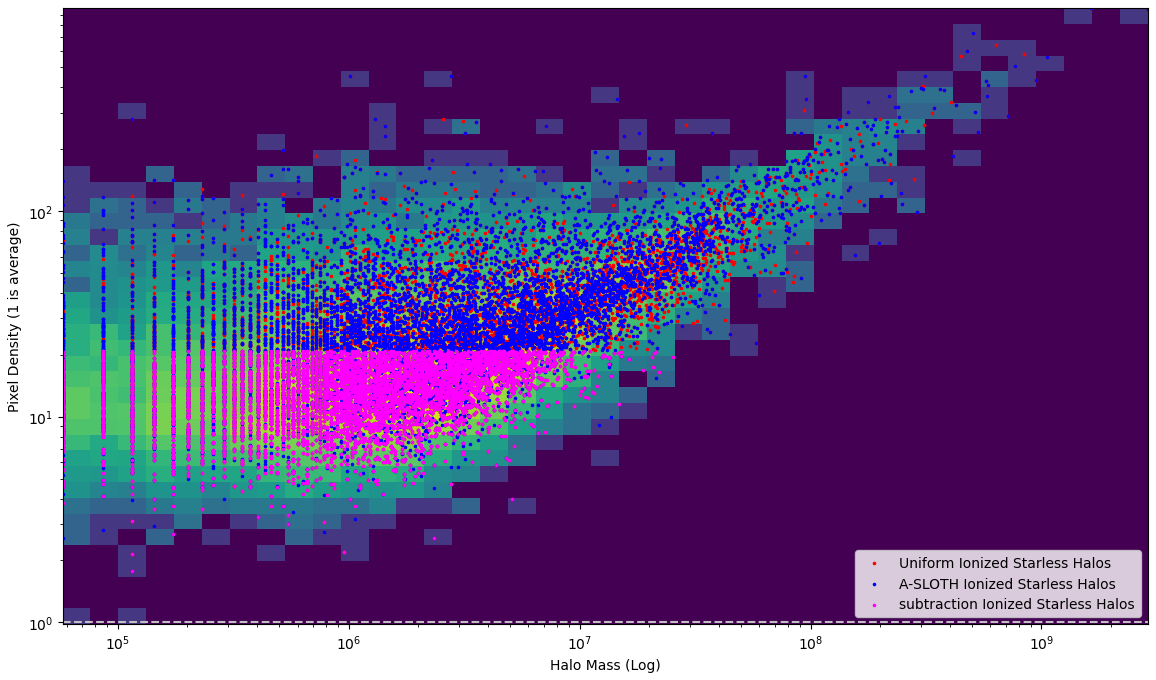 Pixel Density (1 is average)
10²
10¹
10⁰
10⁵
10⁶
10⁷
10⁸
10⁹
Halo Mass (Log)
Uniform Ionized Starless Halos
A-SLOTH Ionized Starless Halos
subtraction Ionized Starless Halos